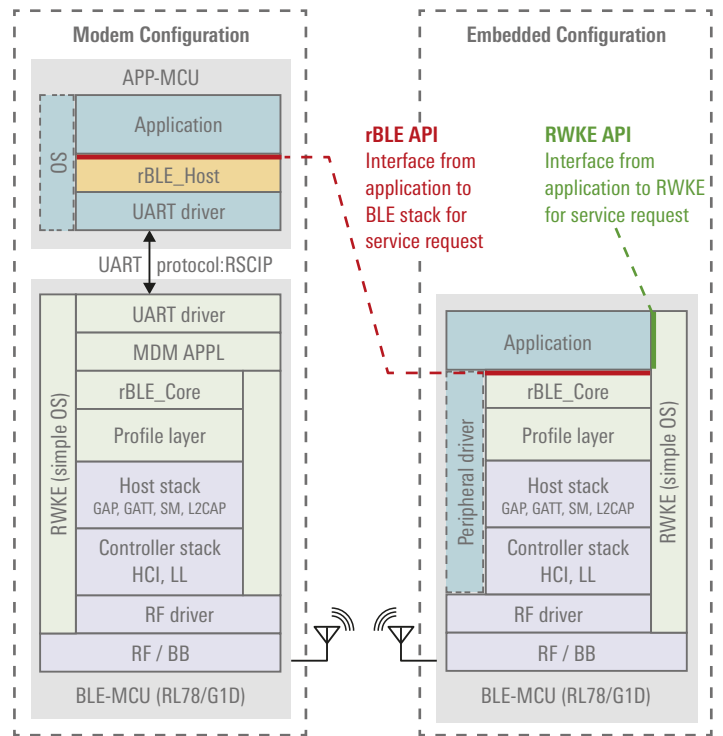 Modem Configuration
APP-MCU
OS
Application
rBLE_Host
UART driver
UART protocol:RSCIP
RWKE (simple OS)
UART driver
MDM APPL
rBLE_Core
Profile layer
Host stack
GAP, GATT, SM, L2CAP
Controller stack
HCI, LL
RF driver
RF / BB
BLE-MCU (RL78/G1D)
rBLE API
Interface from
application to
BLE stack for
service request
RWKE API
Interface from
application to RWKE
for service request
Embedded Configuration
Application
Peripheral driver
rBLE_Core
Profile layer
Host stack
GAP, GATT, SM, L2CAP
Controller stack
HCI, LL
RF driver
RWKE (simple OS)
RF / BB
BLE-MCU (RL78/G1D)